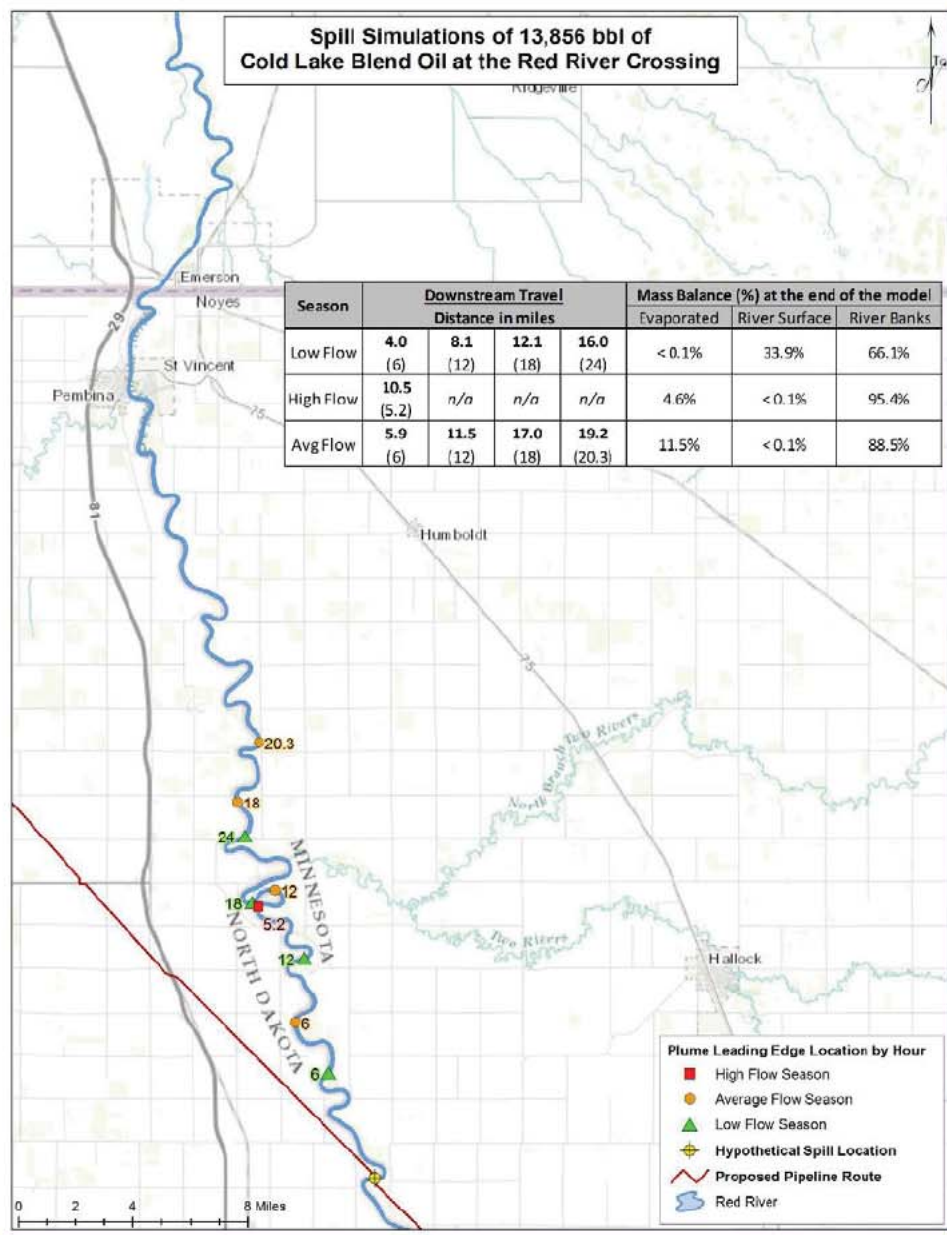 Spill Simulations of 13,856 bbl of
Cold Lake Blend Oil at the Red River Crossing
Ridgeville
To
Emerson
Noyes
29
St Vincent
Pembina
75
81
Season Downstream Travel Mass Balance (%) at the end of the model
Distance in miles Evaporated River Surface River Banks
Low Flow 4.0 8.1 12.1 16.0 <0.1% 33.9% 66.1%
(6) (12) (18) (24)
High Flow 10.5 n/a n/a n/a 4.6% <0.1% 95.4%
(5.2)
Avg Flow 5.9 11.5 17.0 19.2 11.5% <0.1% 88.5%
(6) (12) (18) (20.3)
Humboldt
75
North Branch Two Rivers
20.3
18
24
MINNESOTA
12
18
5.2
NORTH DAKOTA
Two Rivers
12
Hallock
6
6
Plume Leading Edge Location by Hour
High Flow Season
Average Flow Season
Low Flow Season
Hypothetical Spill Location
Proposed Pipeline Route
Red River
0 2 4 8 Miles